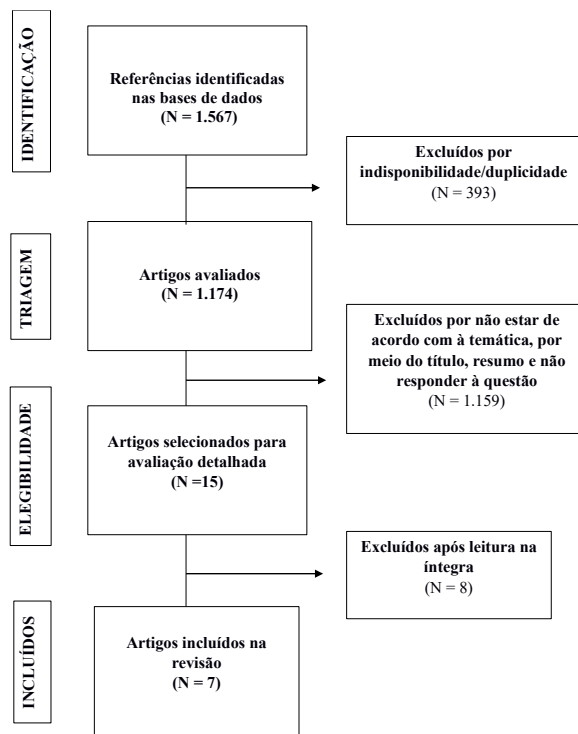 IDENTIFICAÇÃO
Referências identificadas
nas bases de dados
(N = 1.567)
Excluídos por
indisponibilidade/duplicidade
(N = 393)
TRIAGEM
Artigos avaliados
(N = 1.174)
Excluídos por não estar de
acordo com à temática, por
meio do título, resumo e não
responder à questão
(N = 1.159)
ELEGIBILIDADE
Artigos selecionados para
avaliação detalhada
(N =15)
Excluídos após leitura na
íntegra
(N = 8)
INCLUÍDOS
Artigos incluídos na
revisão
(N = 7)